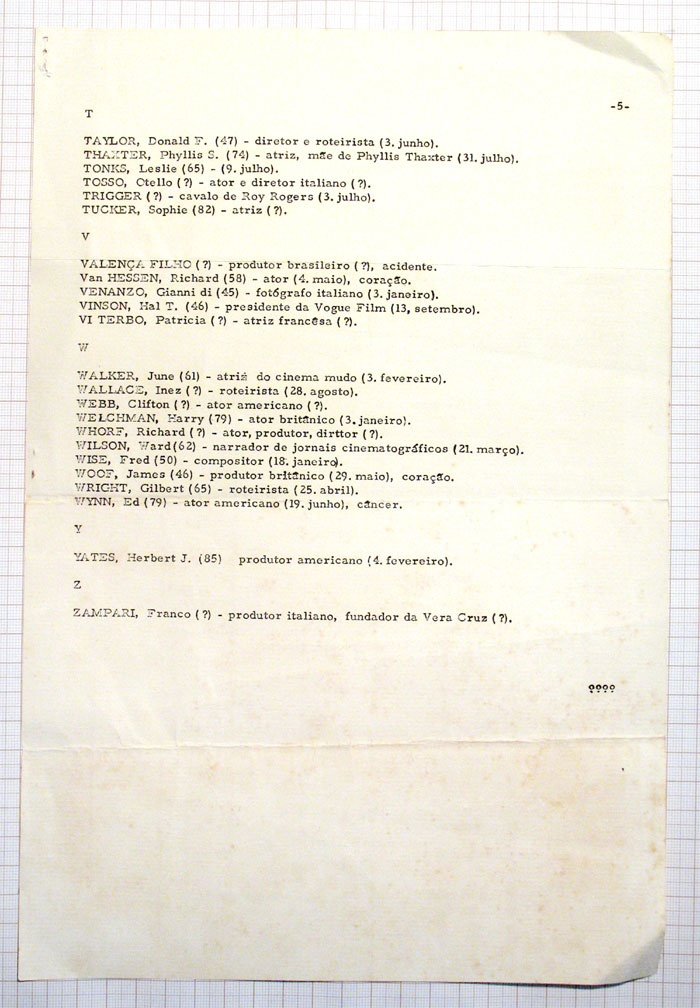 -5-
T
TAYLOR, Donald F. (47) - diretor e roteirista (3. junho).
THAXTER, Phyllis S. (74) - atriz, mãe de Phyllis Thaxter (31. julho).
TONKS, Leslie (65) - (9. julho).
TOSSO, Otello (?) - ator e diretor italiano (?).
TRIGGER (?) - cavalo de Roy Rogers (3. julho).
TUCKER, Sophie (82) - atriz (?).
V
VALENÇA FILHO (?) - produtor brasileiro (?), acidente.
Van HESSEN, Richard (58) - ator (4. maio), coração.
VENANZO, Gianni di (45) - fotógrafo italiano (3. janeiro).
VINSON, Hal T. (46) - presidente da Vogue Film (13, setembro).
VI TERBO, Patricia (?) - atriz francêsa (?).
W
WALKER, June (61) - atriz do cinema mudo (3. fevereiro).
WALLACE, Inez (?) - roteirista (28. agosto).
WEBB, Clifton (?) - ator americano (?).
WELCHMAN, Harry (79) - ator britânico (3. janeiro).
WHORF, Richard (?) - ator, produtor, dirttor (?).
WILSON, Ward (62) - narrador de jornais cinematográficos (21. março).
WISE, Fred (50) - compositor (18. janeiro).
WOOF, James (46) - produtor britânico (29. maio), coração.
WRIGHT, Gilbert (65) - roteirista (25. abril).
WYNN, Ed (79) - ator americano (19. junho), câncer.
Y
YATES, Herbert J. (85) produtor americano (4. fevereiro).
Z
ZAMPARI, Franco (?) - produtor italiano, fundador da Vera Cruz (?).